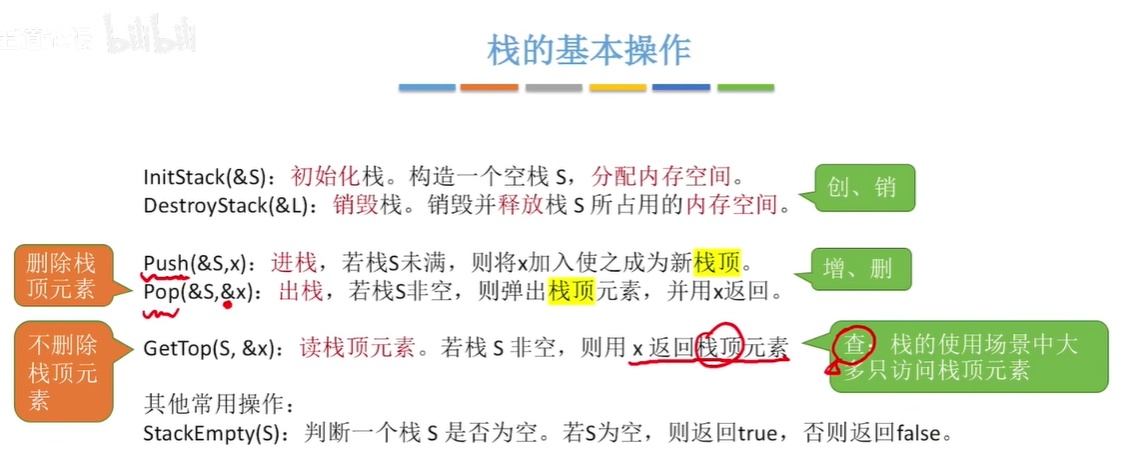 bilibili
栈的基本操作
InitStack(&S)：初始化栈。构造一个空栈 S，分配内存空间。
DestroyStack(&L)：销毁栈。销毁并释放栈 S 所占用的内存空间。
创、销
删除栈
顶元素
Push(&S,x)：进栈，若栈S未满，则将x加入使之成为新栈顶。
Pop(&S,&x)：出栈，若栈S非空，则弹出栈顶元素，并用x返回。
增、删
不删除
栈顶元
素
GetTop(S, &x)：读栈顶元素。若栈 S 非空，则用 x 返回栈顶元素
查：栈的使用场景中大
多只访问栈顶元素
其他常用操作：
StackEmpty(S)：判断一个栈 S 是否为空。若S为空，则返回true，否则返回false。